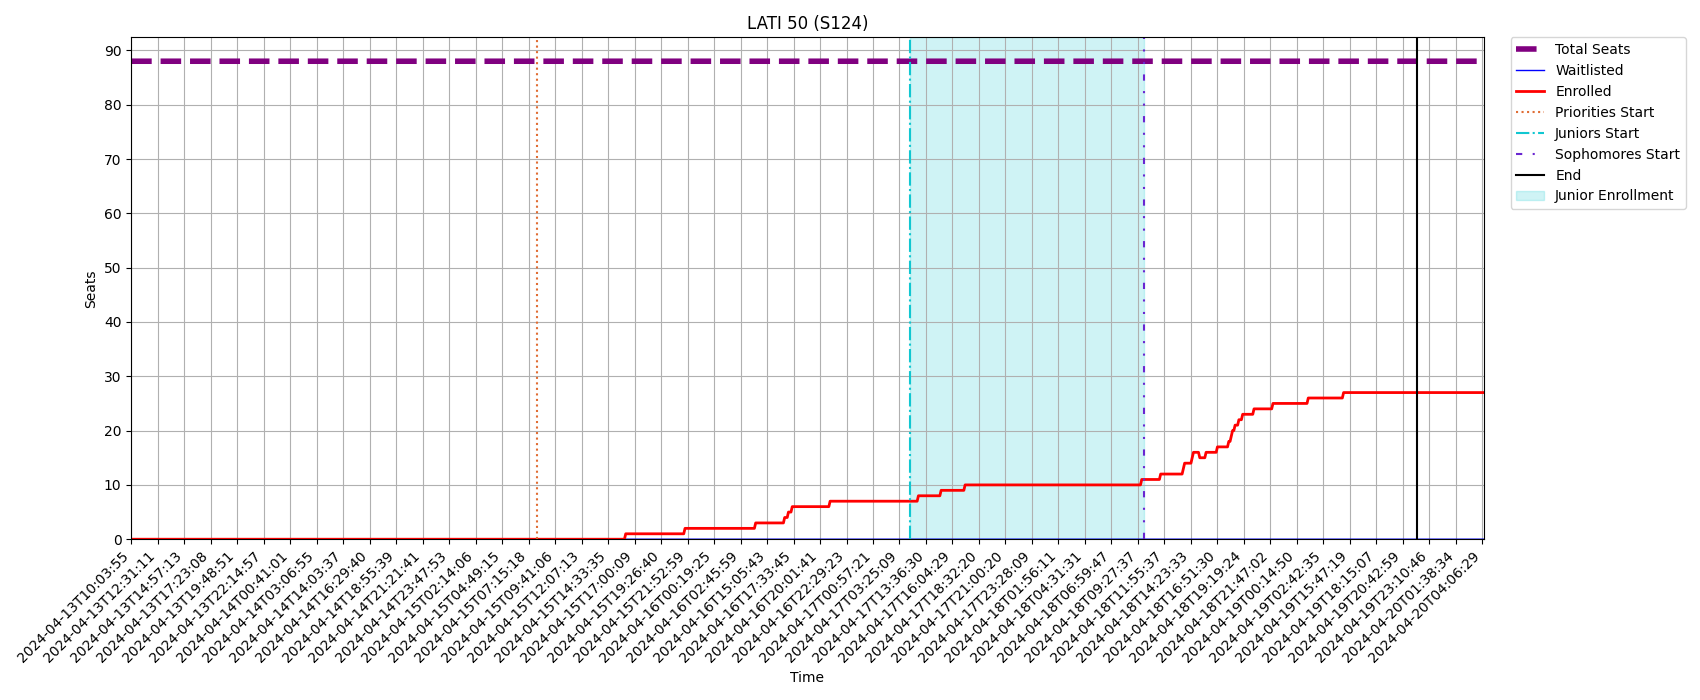 LATI 50 (S124)
90
80
70
60
50
40
30
20
10
0
Seats
2024-04-13T10:03:55
2024-04-13T12:31:11
2024-04-13T14:57:13
2024-04-13T17:23:08
2024-04-13T19:48:51
2024-04-13T22:14:57
2024-04-14T00:41:01
2024-04-14T03:06:55
2024-04-14T14:03:37
2024-04-14T16:29:40
2024-04-14T18:55:39
2024-04-14T21:21:41
2024-04-14T23:47:53
2024-04-15T02:14:06
2024-04-15T04:49:15
2024-04-15T07:15:18
2024-04-15T09:41:06
2024-04-15T12:07:13
2024-04-15T14:33:35
2024-04-15T17:00:09
2024-04-15T19:26:40
2024-04-15T21:52:59
2024-04-16T00:19:25
2024-04-16T02:45:59
2024-04-16T15:05:43
2024-04-16T17:33:45
2024-04-16T20:01:41
2024-04-16T22:29:23
2024-04-17T00:57:21
2024-04-17T03:25:09
2024-04-17T13:36:30
2024-04-17T16:04:29
2024-04-17T18:32:20
2024-04-17T21:00:20
2024-04-17T23:28:09
2024-04-18T01:56:11
2024-04-18T04:31:31
2024-04-18T06:59:47
2024-04-18T09:27:37
2024-04-18T11:55:37
2024-04-18T14:23:33
2024-04-18T16:51:30
2024-04-18T19:19:24
2024-04-18T21:47:02
2024-04-19T00:14:50
2024-04-19T02:42:35
2024-04-19T15:47:19
2024-04-19T18:15:07
2024-04-19T20:42:59
2024-04-19T23:10:46
2024-04-20T01:38:34
2024-04-20T04:06:29
Time
Total Seats
Waitlisted
Enrolled
Priorities Start
Juniors Start
Sophomores Start
End
Junior Enrollment